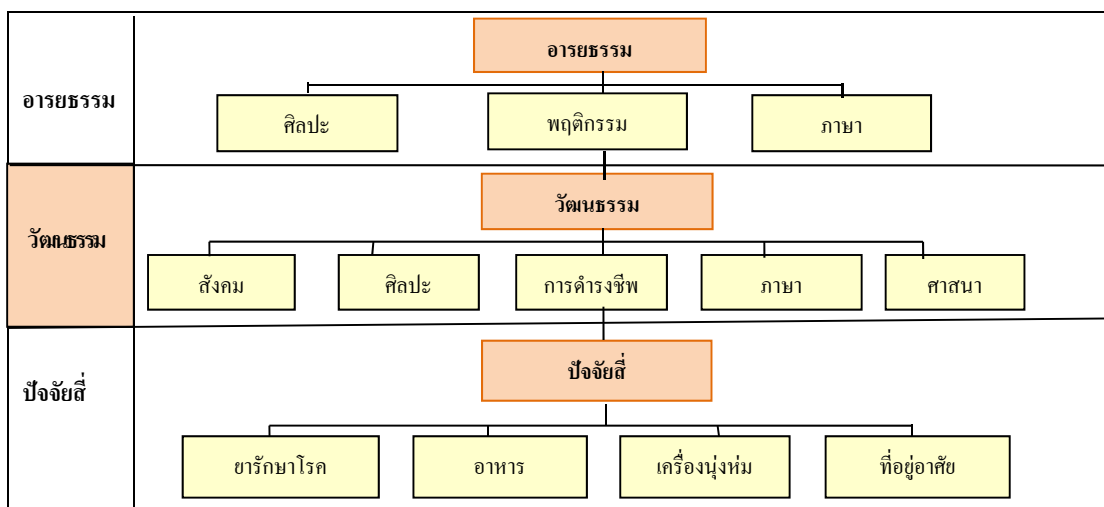 อารยธรรม
อารยธรรม
ศิลปะ พฤติกรรม ภาษา
วัฒนธรรม
วัฒนธรรม
สังคม ศิลปะ การดำรงชีพ ภาษา ศาสนา
ปัจจัยสี่
ปัจจัยสี่
ยารักษาโรค อาหาร เครื่องนุ่งห่ม ที่อยู่อาศัย